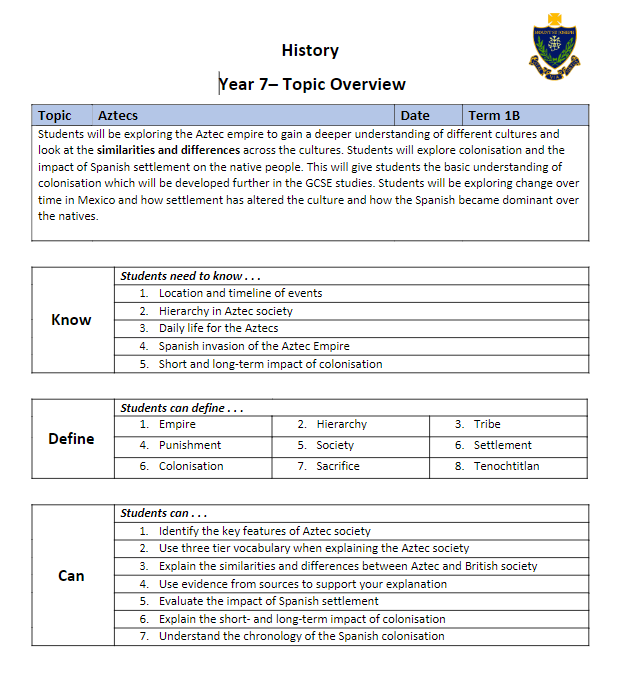 MOUNT ST JOSEPH
History
Year 7– Topic Overview
Topic Aztecs Date Term 1B
Students will be exploring the Aztec empire to gain a deeper understanding of different cultures and
look at the similarities and differences across the cultures. Students will explore colonisation and the
impact of Spanish settlement on the native people. This will give students the basic understanding of
colonisation which will be developed further in the GCSE studies. Students will be exploring change over
time in Mexico and how settlement has altered the culture and how the Spanish became dominant over
the natives.
Know
Students need to know . . .
1. Location and timeline of events
2. Hierarchy in Aztec society
3. Daily life for the Aztecs
4. Spanish invasion of the Aztec Empire
5. Short and long-term impact of colonisation
Define
Students can define . . .
1. Empire 2. Hierarchy 3. Tribe
4. Punishment 5. Society 6. Settlement
6. Colonisation 7. Sacrifice 8. Tenochtitlan
Can
Students can . . .
1. Identify the key features of Aztec society
2. Use three tier vocabulary when explaining the Aztec society
3. Explain the similarities and differences between Aztec and British society
4. Use evidence from sources to support your explanation
5. Evaluate the impact of Spanish settlement
6. Explain the short- and long-term impact of colonisation
7. Understand the chronology of the Spanish colonisation